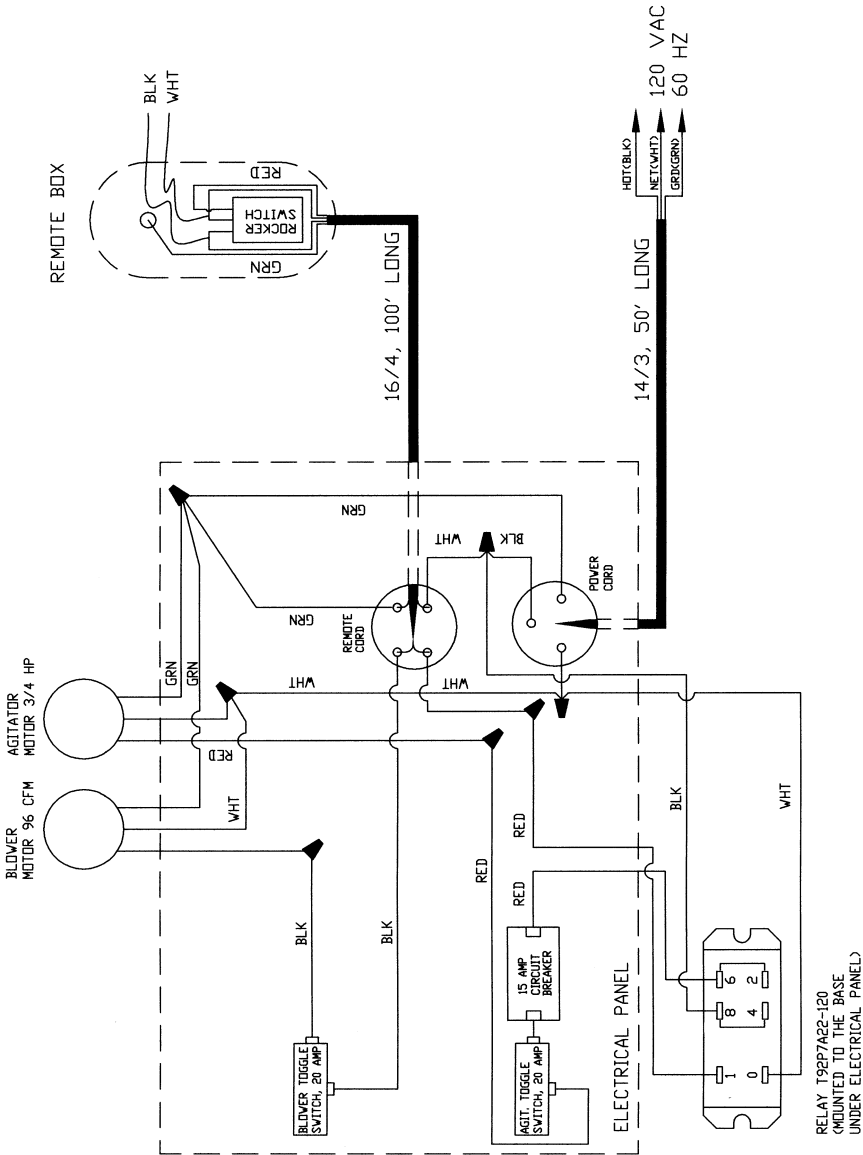 BLK
WHT
REMOTE BOX
RED
ROCKER
SWITCH
GRN
16/4, 100' LONG
120 VAC
60 HZ
HOT(BLK)
NET(WHT)
GRD(GRN)
14/3, 50' LONG
GRN
WHT
BLK
GRN
REMOTE
CORD
POWER
CORD
AGITATOR
MOTOR 3/4 HP
GRN
GRN
WHT
WHT
RED
BLOWER
MOTOR 96 CFM
WHT
BLK
BLK
RED
RED
RED
BLK
WHT
15 AMP
CIRCUIT
BREAKER
BLOWER TOGGLE
SWITCH, 20 AMP
AGIT. TOGGLE
SWITCH, 20 AMP
ELECTRICAL PANEL
6
2
8
4
1
0
RELAY T92P7A22-120
(MOUNTED TO THE BASE
UNDER ELECTRICAL PANEL)